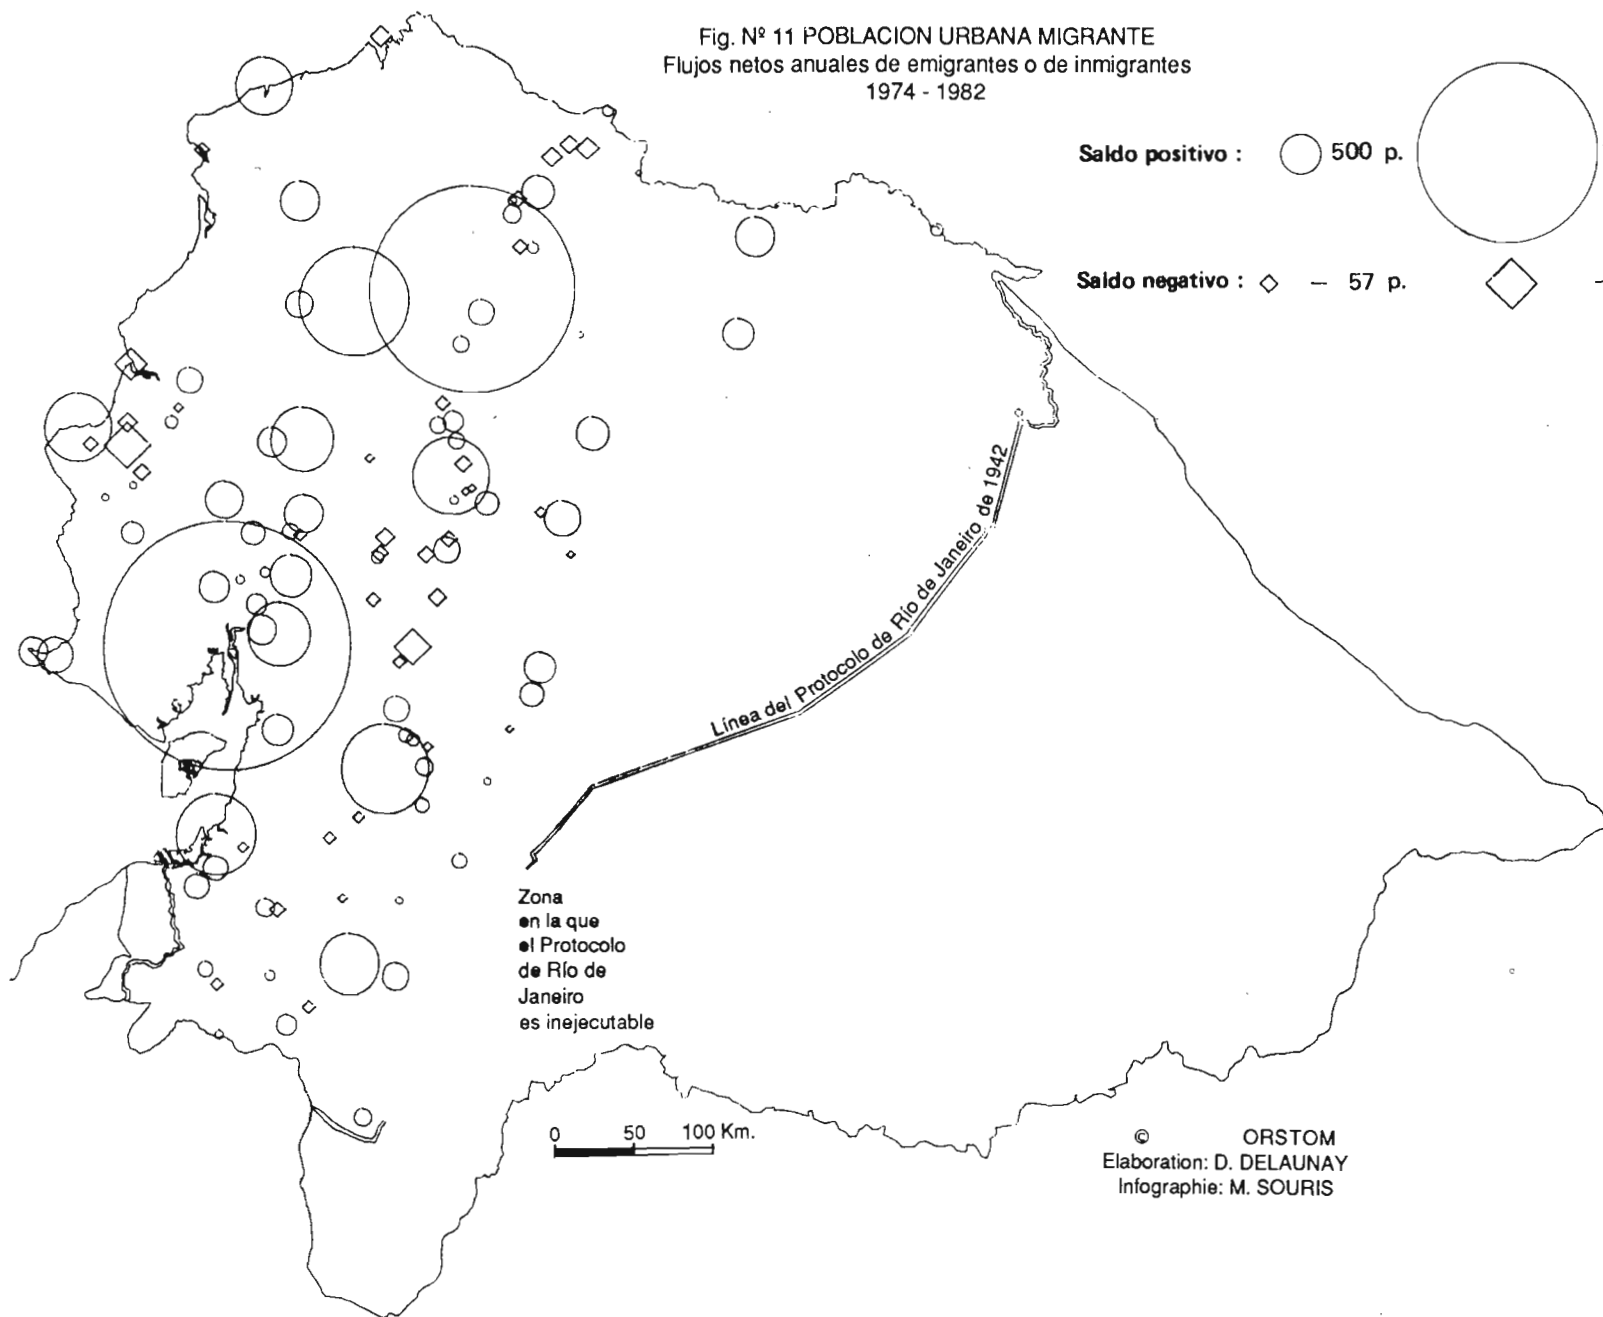 Fig. Nº 11 POBLACION URBANA MIGRANTE
Flujos netos anuales de emigrantes o de inmigrantes
1974 - 1982
Saldo positivo : 500 p.
Saldo negativo : - 57 p. -
Línea del Protocolo de Río de Janeiro de 1942
Zona
en la que
el Protocolo
de Río de
Janeiro
es inejecutable
0 50 100 Km.
© ORSTOM
Elaboration: D. DELAUNAY
Infographie: M. SOURIS